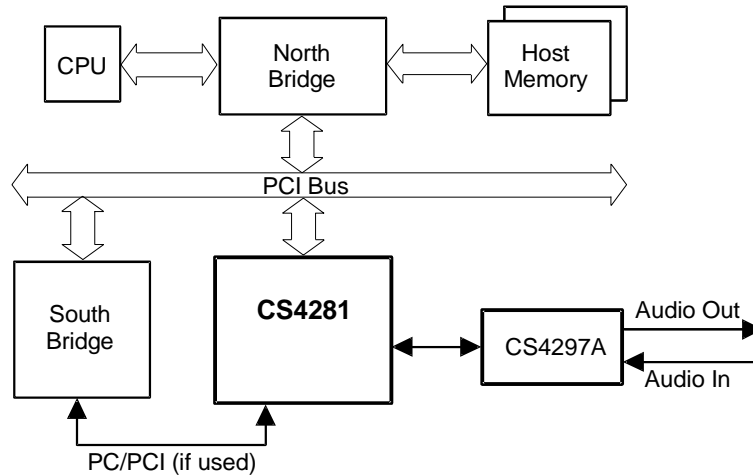 CPU
North
Bridge
Host
Memory
PCI Bus
South
Bridge
CS4281
CS4297A
Audio Out
Audio In
PC/PCI (if used)